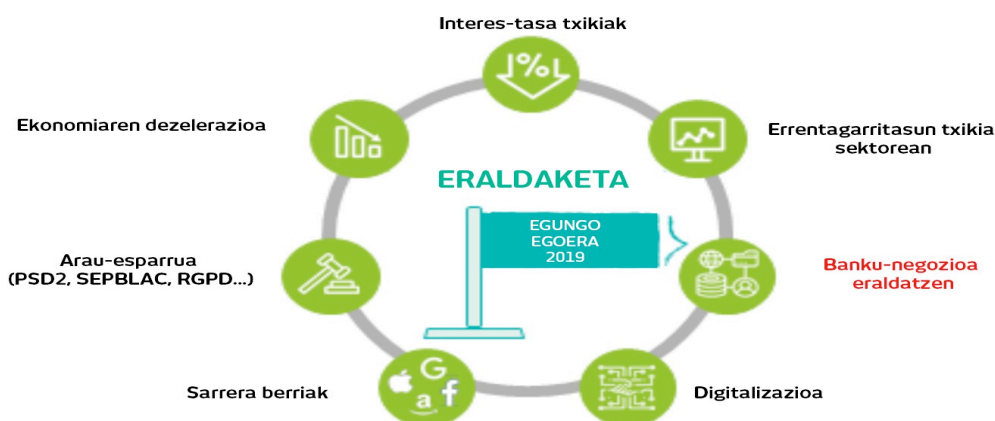 Interes-tasa txikiak
Ekonomiaren dezelerazioa
Errentagarritasun txikia
sektorean
ERALDAKETA
EGUNGO
EGOERA
2019
Arau-esparrua
(PSD2, SEPBLAC, RGPD...)
Banku-negozioa
eraldatzen
Sarrera berriak
Digitalizazioa
%
G
f
a